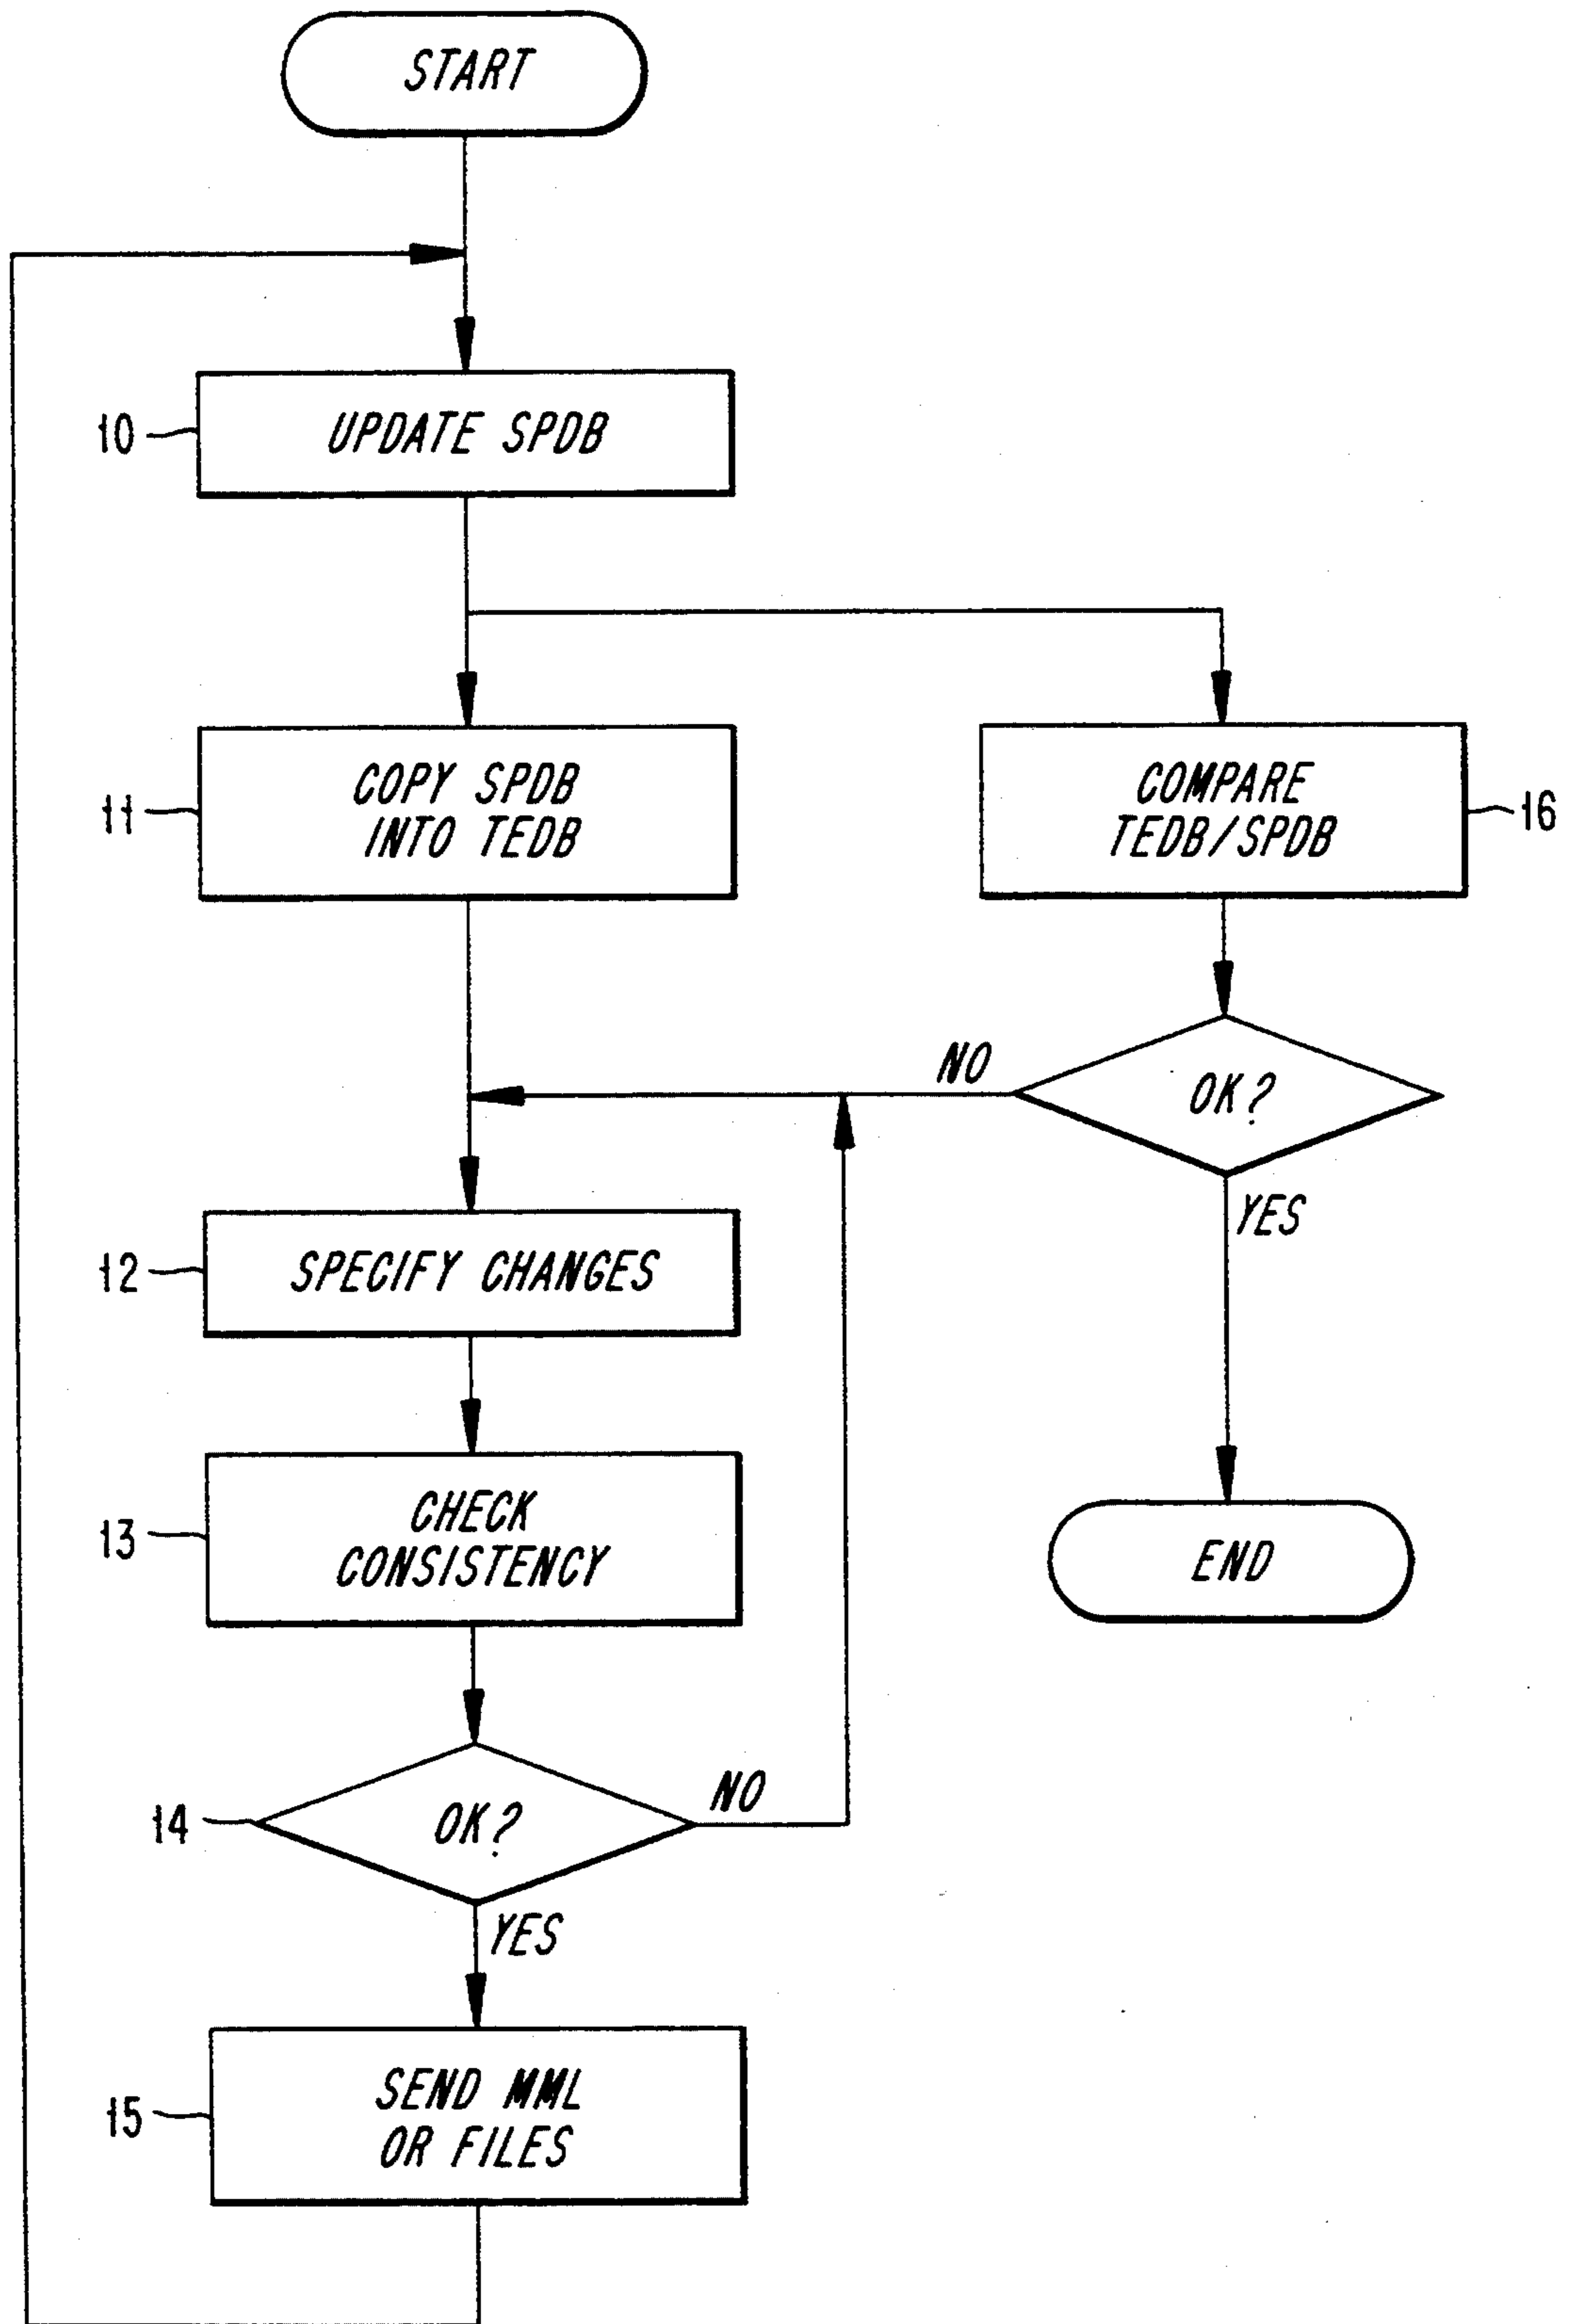 START
10
UPDATE SPDB
11
COPY SPDB
INTO TEDB
COMPARE
TEDB/SPDB
16
NO
OK?
YES
12
SPECIFY CHANGES
13
CHECK
CONSISTENCY
END
14
OK?
NO
YES
15
SEND MML
OR FILES